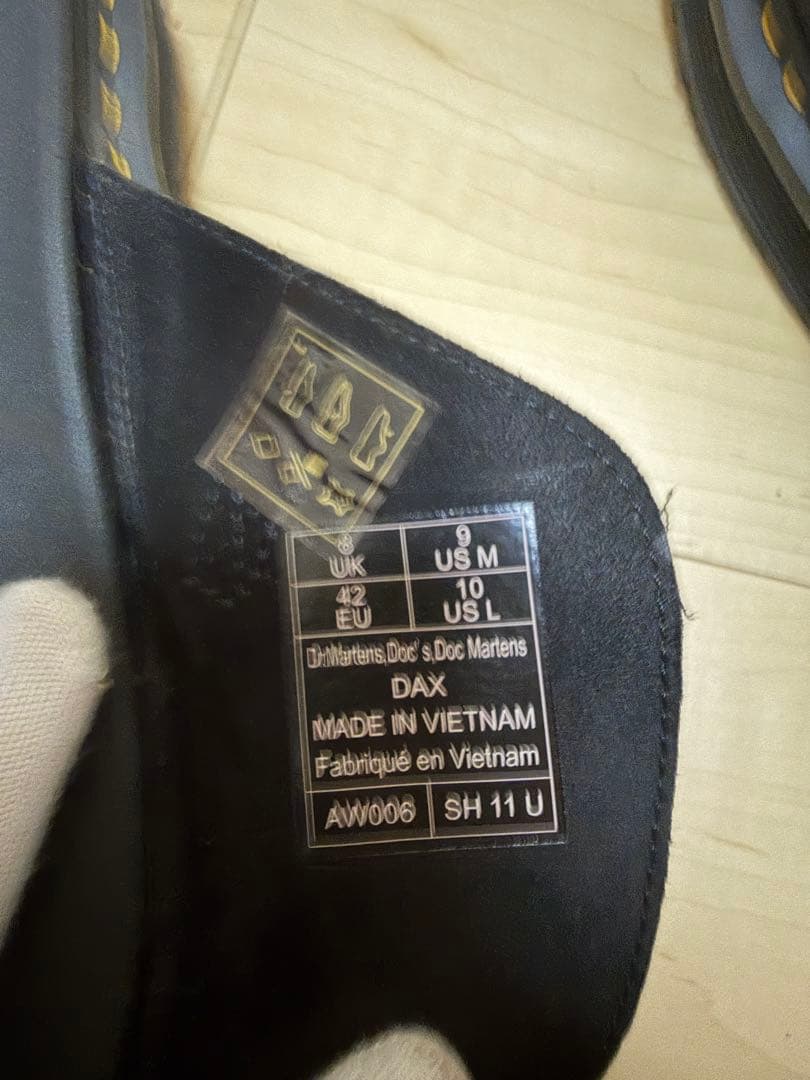 8 UK
9 US M
42 EU
10 US L
Dr.Martens,Doc's,Doc Martens
DAX
MADE IN VIETNAM
Fabriqué en Vietnam
AW006
SH 11 U